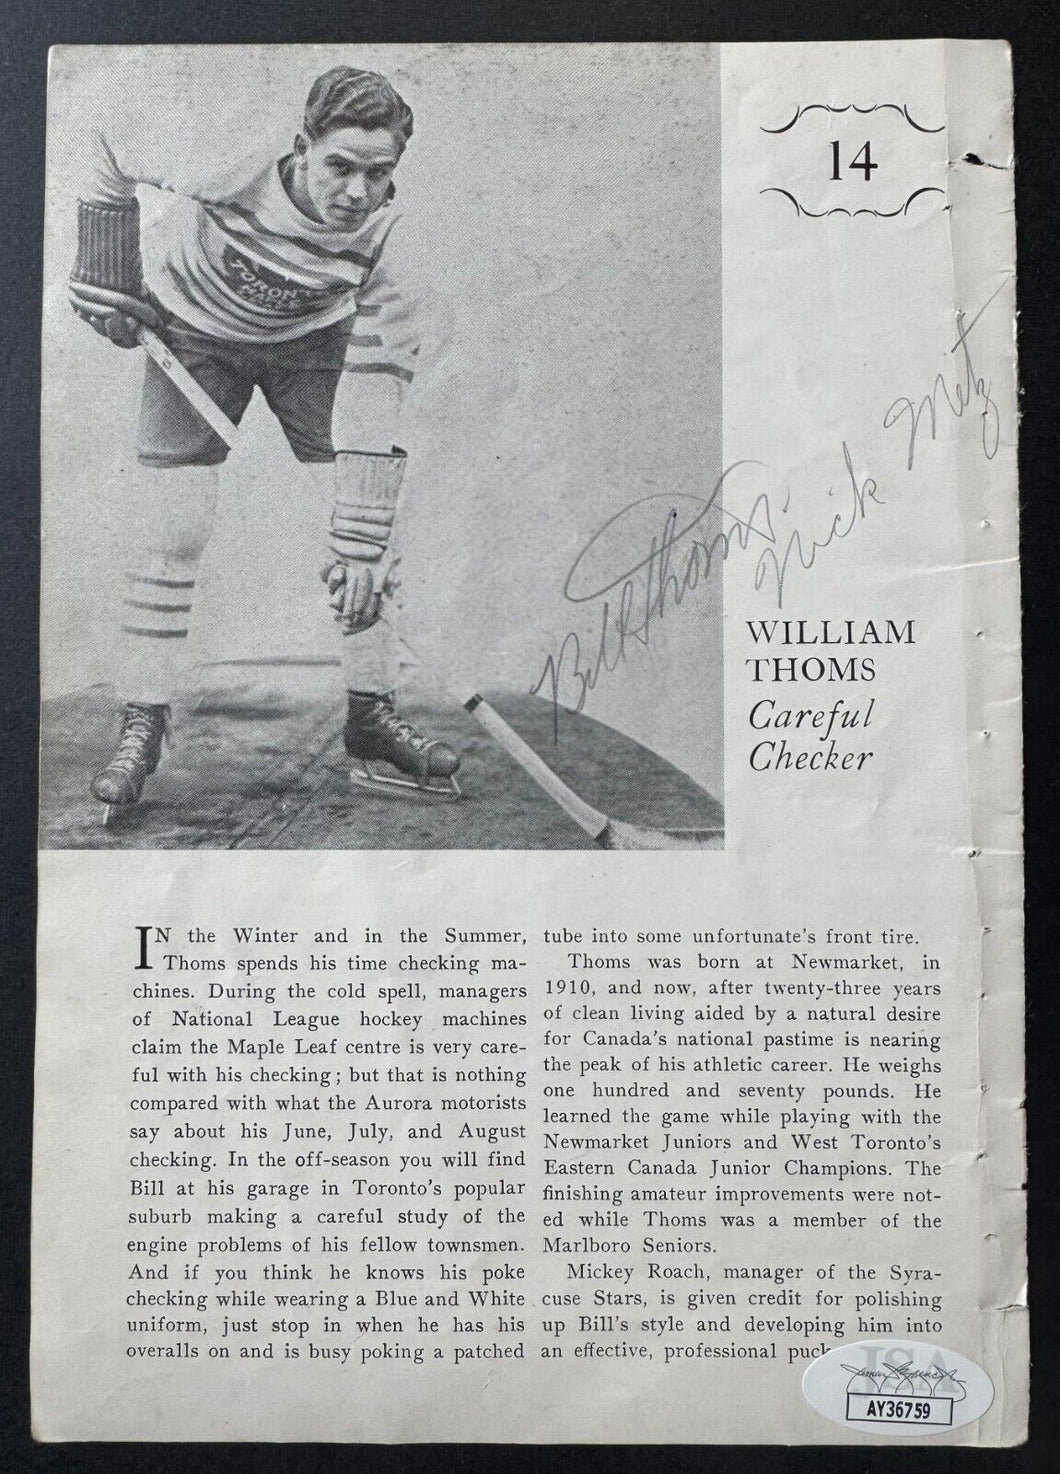 14
TORON
Bill Thoms.
Nick Metz
WILLIAM
THOMS
Careful
Checker
IN the Winter and in the Summer,
Thoms spends his time checking ma-
chines. During the cold spell, managers
of National League hockey machines
claim the Maple Leaf centre is very care-
ful with his checking; but that is nothing
compared with what the Aurora motorists
say about his June, July, and August
checking. In the off-season you will find
Bill at his garage in Toronto's popular
suburb making a careful study of the
engine problems of his fellow townsmen.
And if you think he knows his poke
checking while wearing a Blue and White
uniform, just stop in when he has his
overalls on and is busy poking a patched
tube into some unfortunate's front tire.
Thoms was born at Newmarket, in
1910, and now, after twenty-three years
of clean living aided by a natural desire
for Canada's national pastime is nearing
the peak of his athletic career. He weighs
one hundred and seventy pounds. He
learned the game while playing with the
Newmarket Juniors and West Toronto's
Eastern Canada Junior Champions. The
finishing amateur improvements were not-
ed while Thoms was a member of the
Marlboro Seniors.
Mickey Roach, manager of the Syra-
cuse Stars, is given credit for polishing
up Bill's style and developing him into
an effective, professional puck
JSA
AY36759